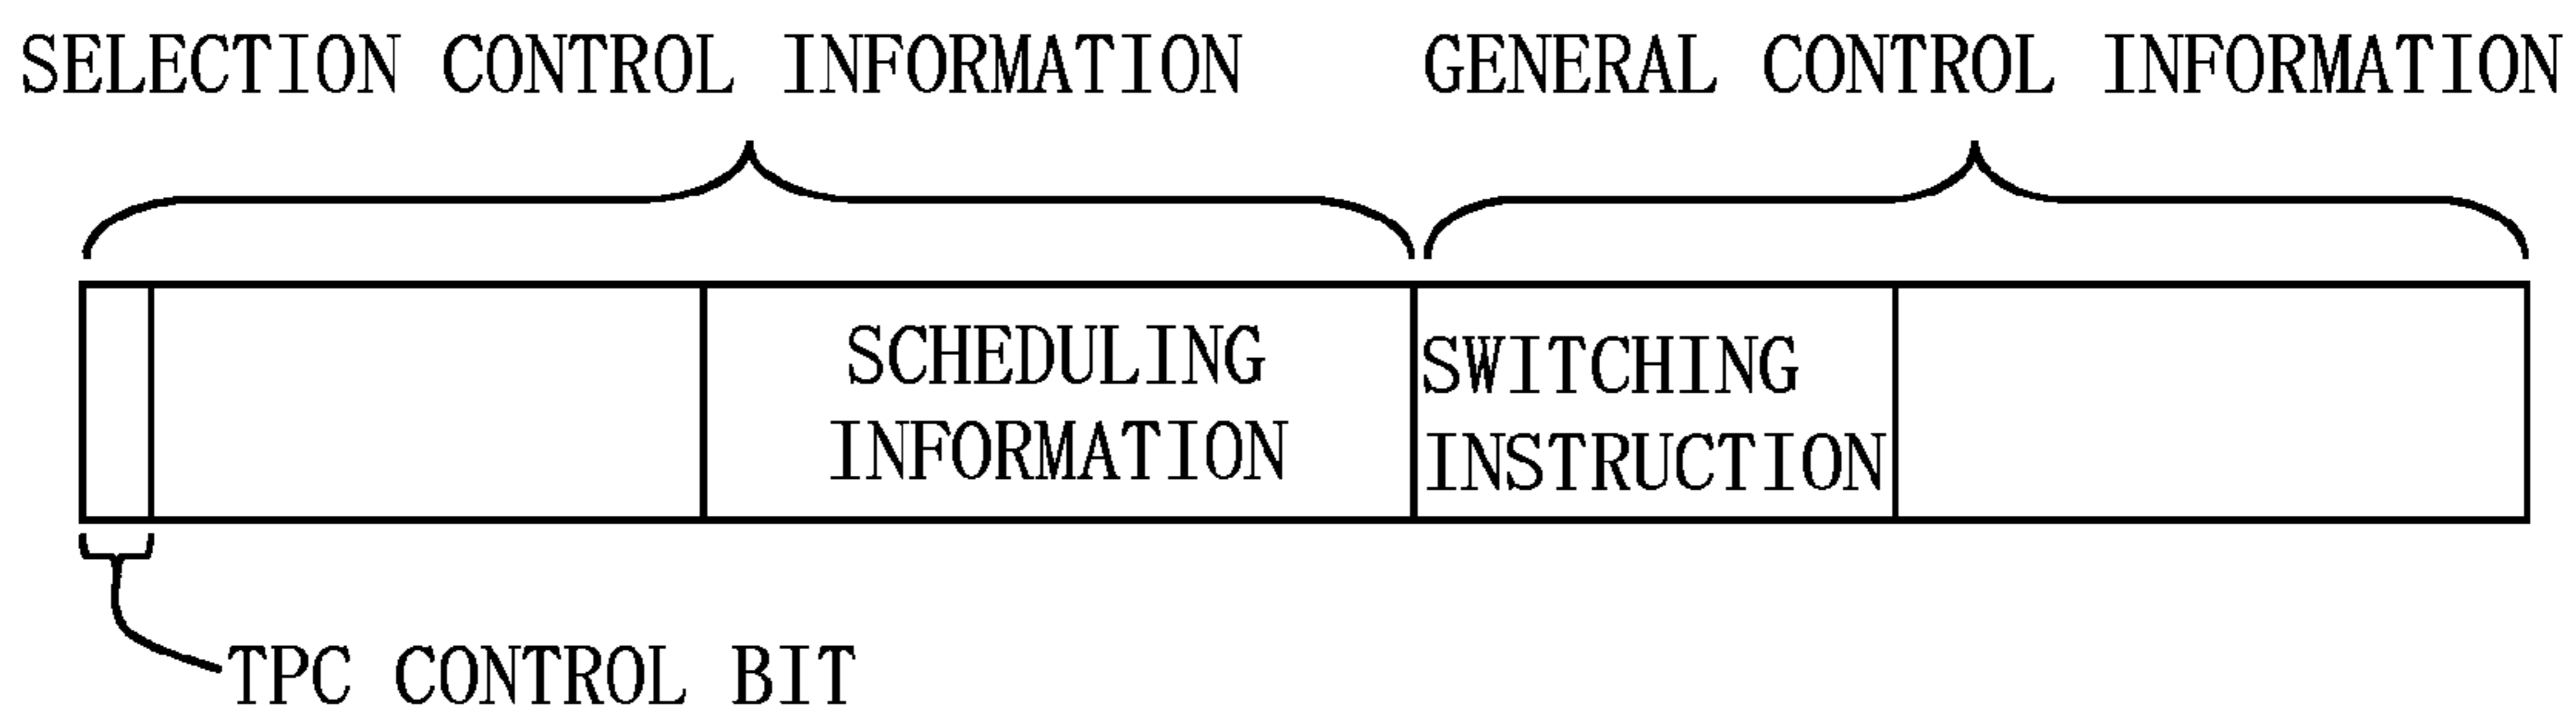 SELECTION CONTROL INFORMATION
GENERAL CONTROL INFORMATION
SCHEDULING
INFORMATION
SWITCHING
INSTRUCTION
TPC CONTROL BIT